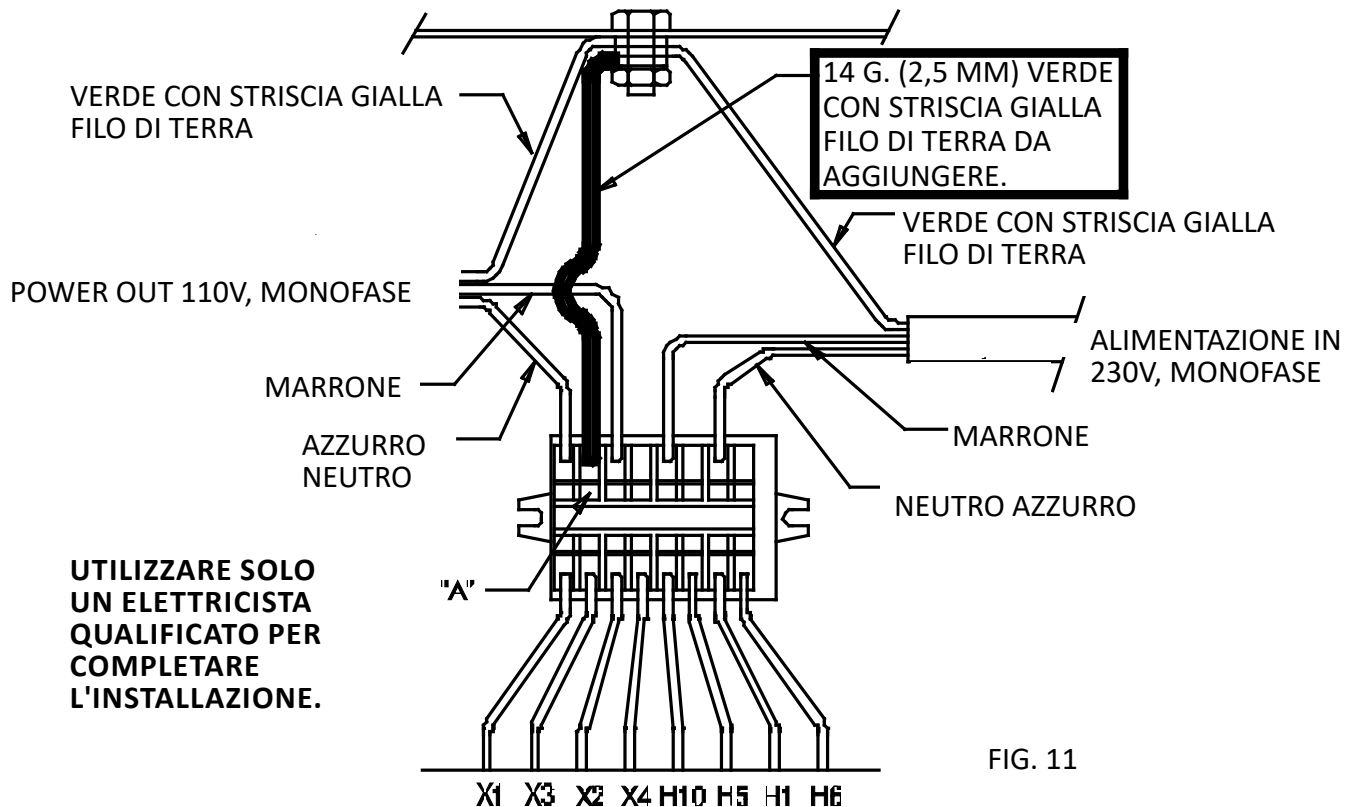 VERDE CON STRISCIA GIALLA
FILO DI TERRA
14 G. (2,5 MM) VERDE
CON STRISCIA GIALLA
FILO DI TERRA DA
AGGIUNGERE.
VERDE CON STRISCIA GIALLA
FILO DI TERRA
POWER OUT 110V, MONOFASE
ALIMENTAZIONE IN
230V, MONOFASE
MARRONE
MARRONE
AZZURRO
NEUTRO
NEUTRO AZZURRO
UTILIZZARE SOLO
UN ELETTRICISTA
QUALIFICATO PER
COMPLETARE
L'INSTALLAZIONE.
"A"
FIG. 11
X1 X3 X2 X4 H10 H5 H1 H6